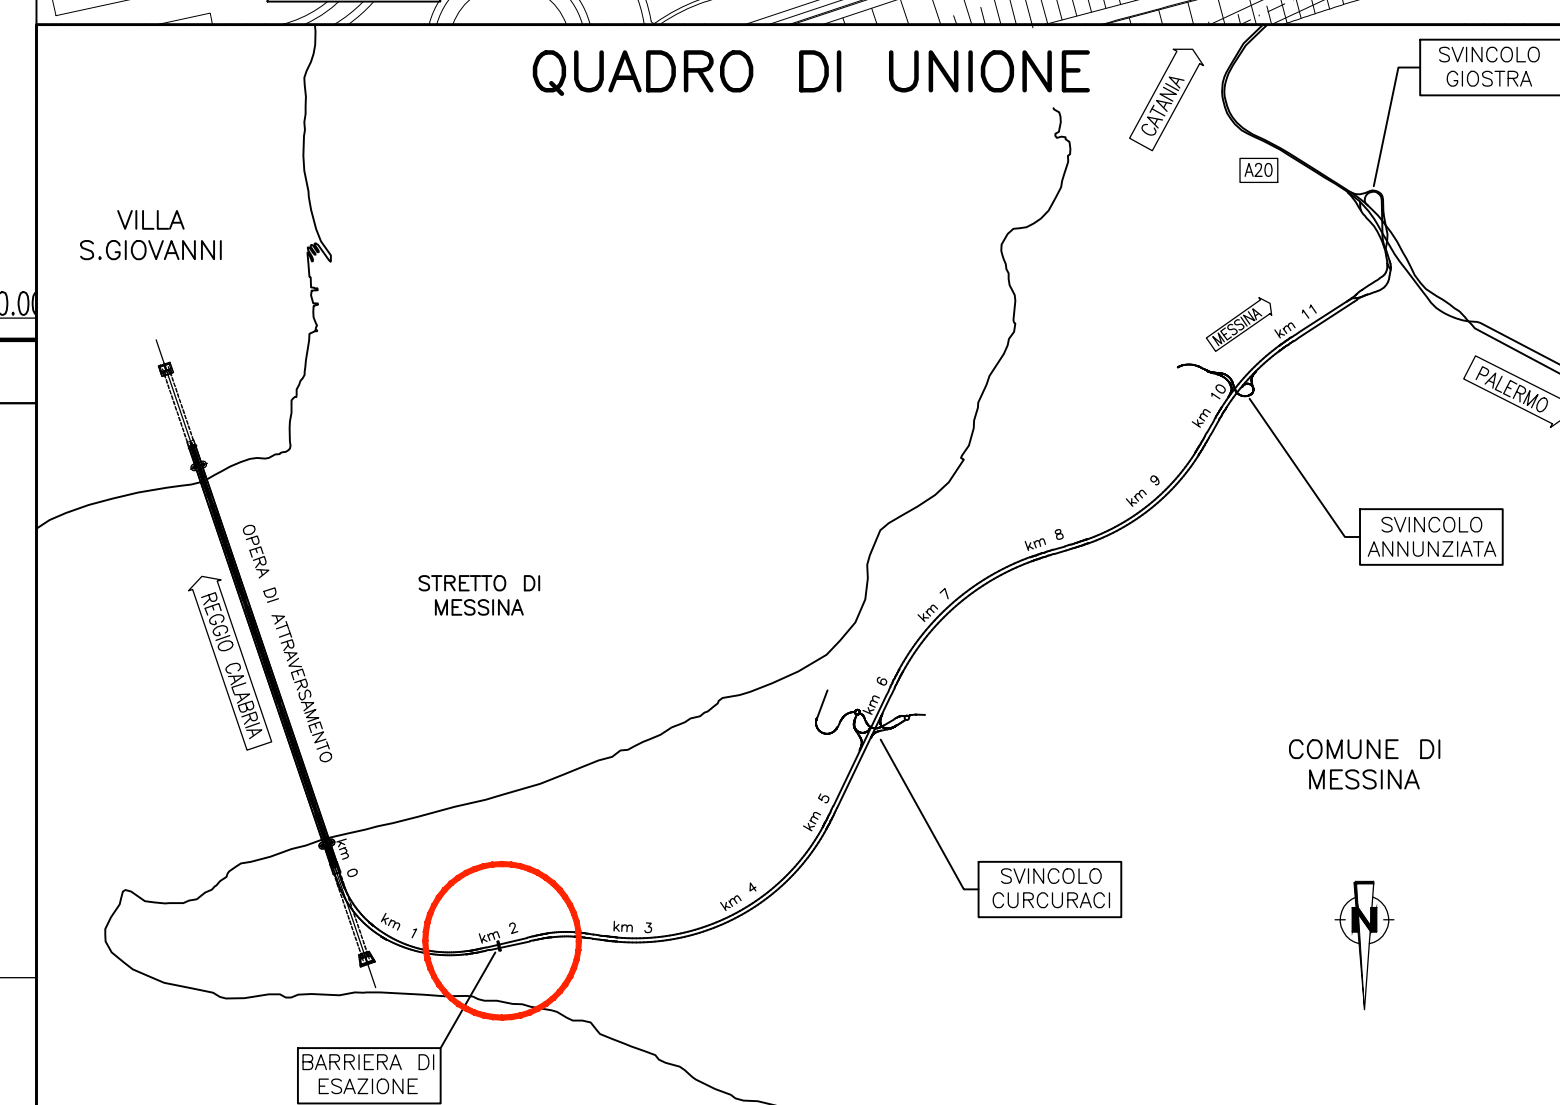 QUADRO DI UNIONE
SVINCOLO
GIOSTRA
CATANIA
A20
VILLA
S.GIOVANNI
MESSINA
km 11
PALERMO
km 10
km 9
SVINCOLO
ANNUNZIATA
km 8
OPERA DI ATTRAVERSAMENTO
REGGIO CALABRIA
STRETTO DI
MESSINA
km 7
km 6
COMUNE DI
MESSINA
km 5
km 0
SVINCOLO
CURCURACI
km 4
km 3
km 2
km 1
N
BARRIERA DI
ESAZIONE